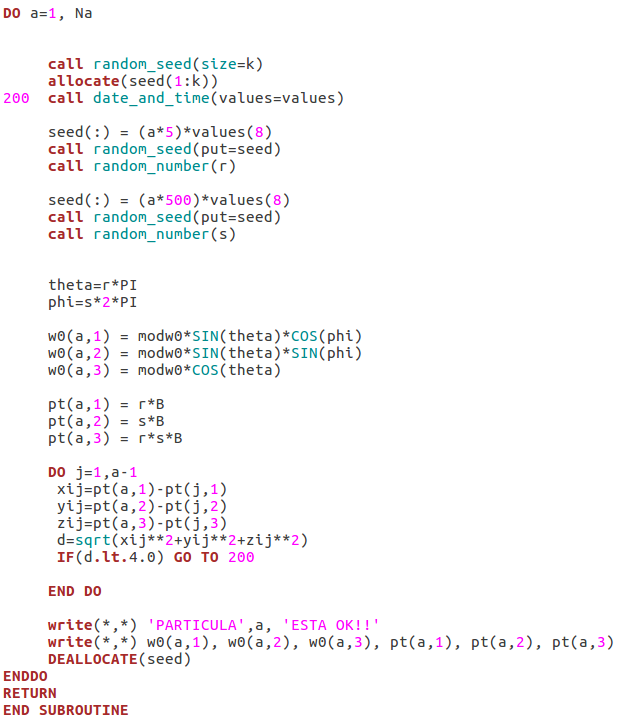 DO a=1, Na
call random_seed(size=k)
allocate(seed(1:k))
200 call date_and_time(values=values)
seed(:) = (a*5)*values(8)
call random_seed(put=seed)
call random_number(r)
seed(:) = (a*500)*values(8)
call random_seed(put=seed)
call random_number(s)
theta=r*PI
phi=s*2*PI
w0(a,1) = modw0*SIN(theta)*COS(phi)
w0(a,2) = modw0*SIN(theta)*SIN(phi)
w0(a,3) = modw0*COS(theta)
pt(a,1) = r*B
pt(a,2) = s*B
pt(a,3) = r*s*B
DO j=1,a-1
xij=pt(a,1)-pt(j,1)
yij=pt(a,2)-pt(j,2)
zij=pt(a,3)-pt(j,3)
d=sqrt(xij**2+yij**2+zij**2)
IF(d.lt.4.0) GO TO 200
END DO
write(*,*) 'PARTICULA',a, 'ESTA OK!!'
write(*,*) w0(a,1), w0(a,2), w0(a,3), pt(a,1), pt(a,2), pt(a,3)
DEALLOCATE(seed)
ENDDO
RETURN
END SUBROUTINE